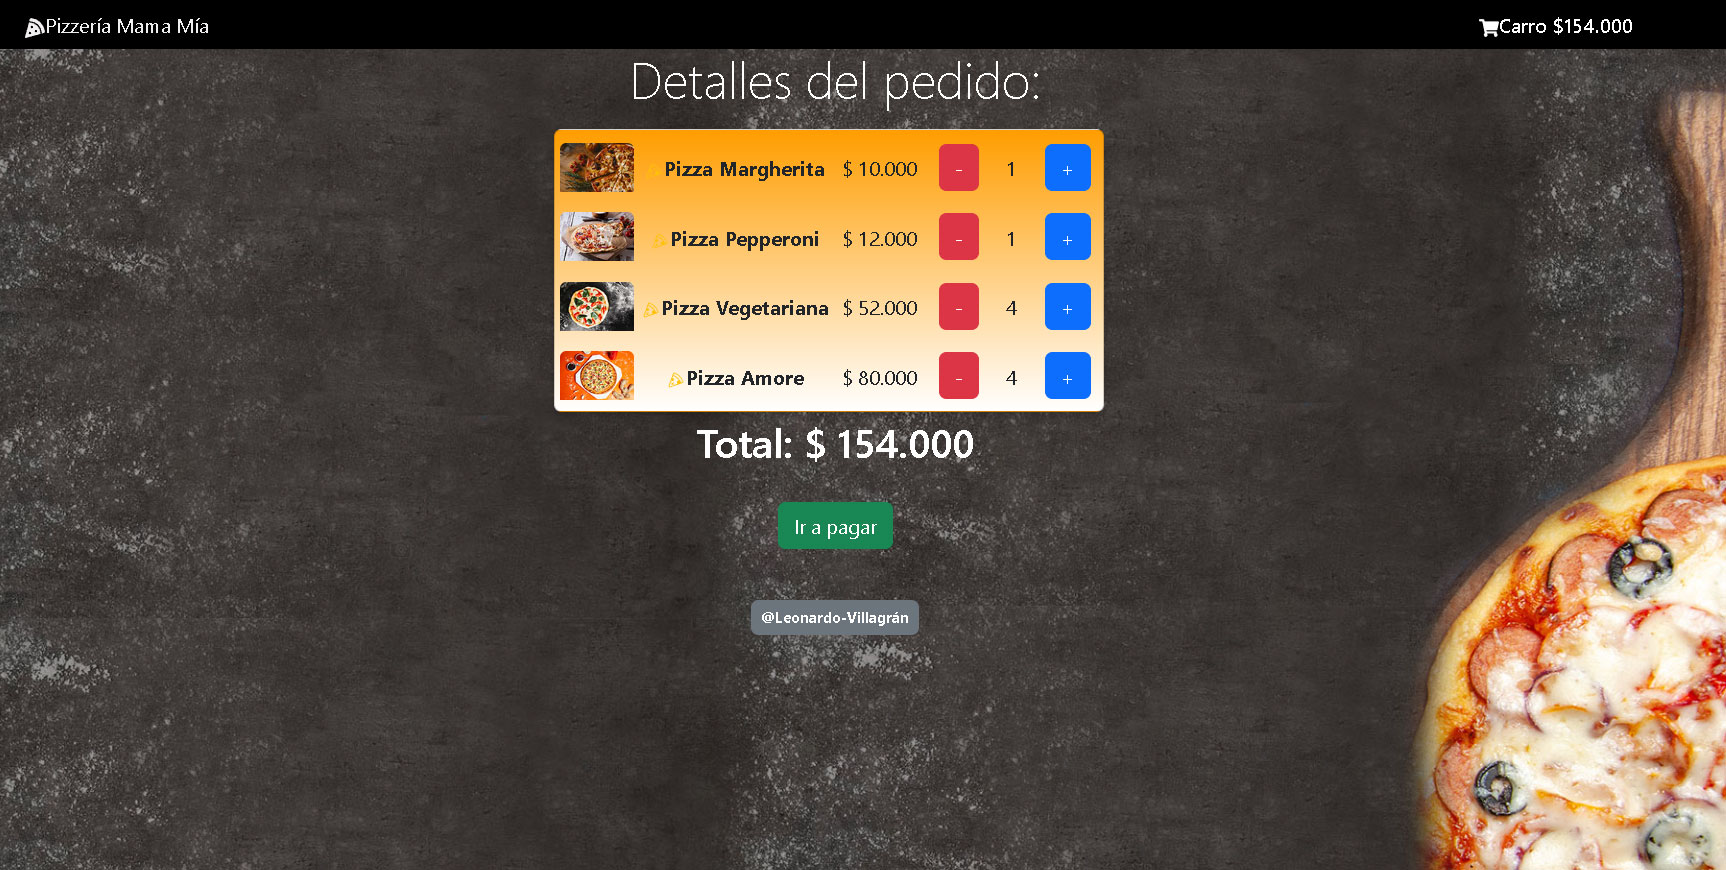 Pizzería Mama Mía
Carro $154.000
Detalles del pedido:
Pizza Margherita $ 10.000 - 1 +
Pizza Pepperoni $ 12.000 - 1 +
Pizza Vegetariana $ 52.000 - 4 +
Pizza Amore $ 80.000 - 4 +
Total: $ 154.000
Ir a pagar
@Leonardo-Villagrán